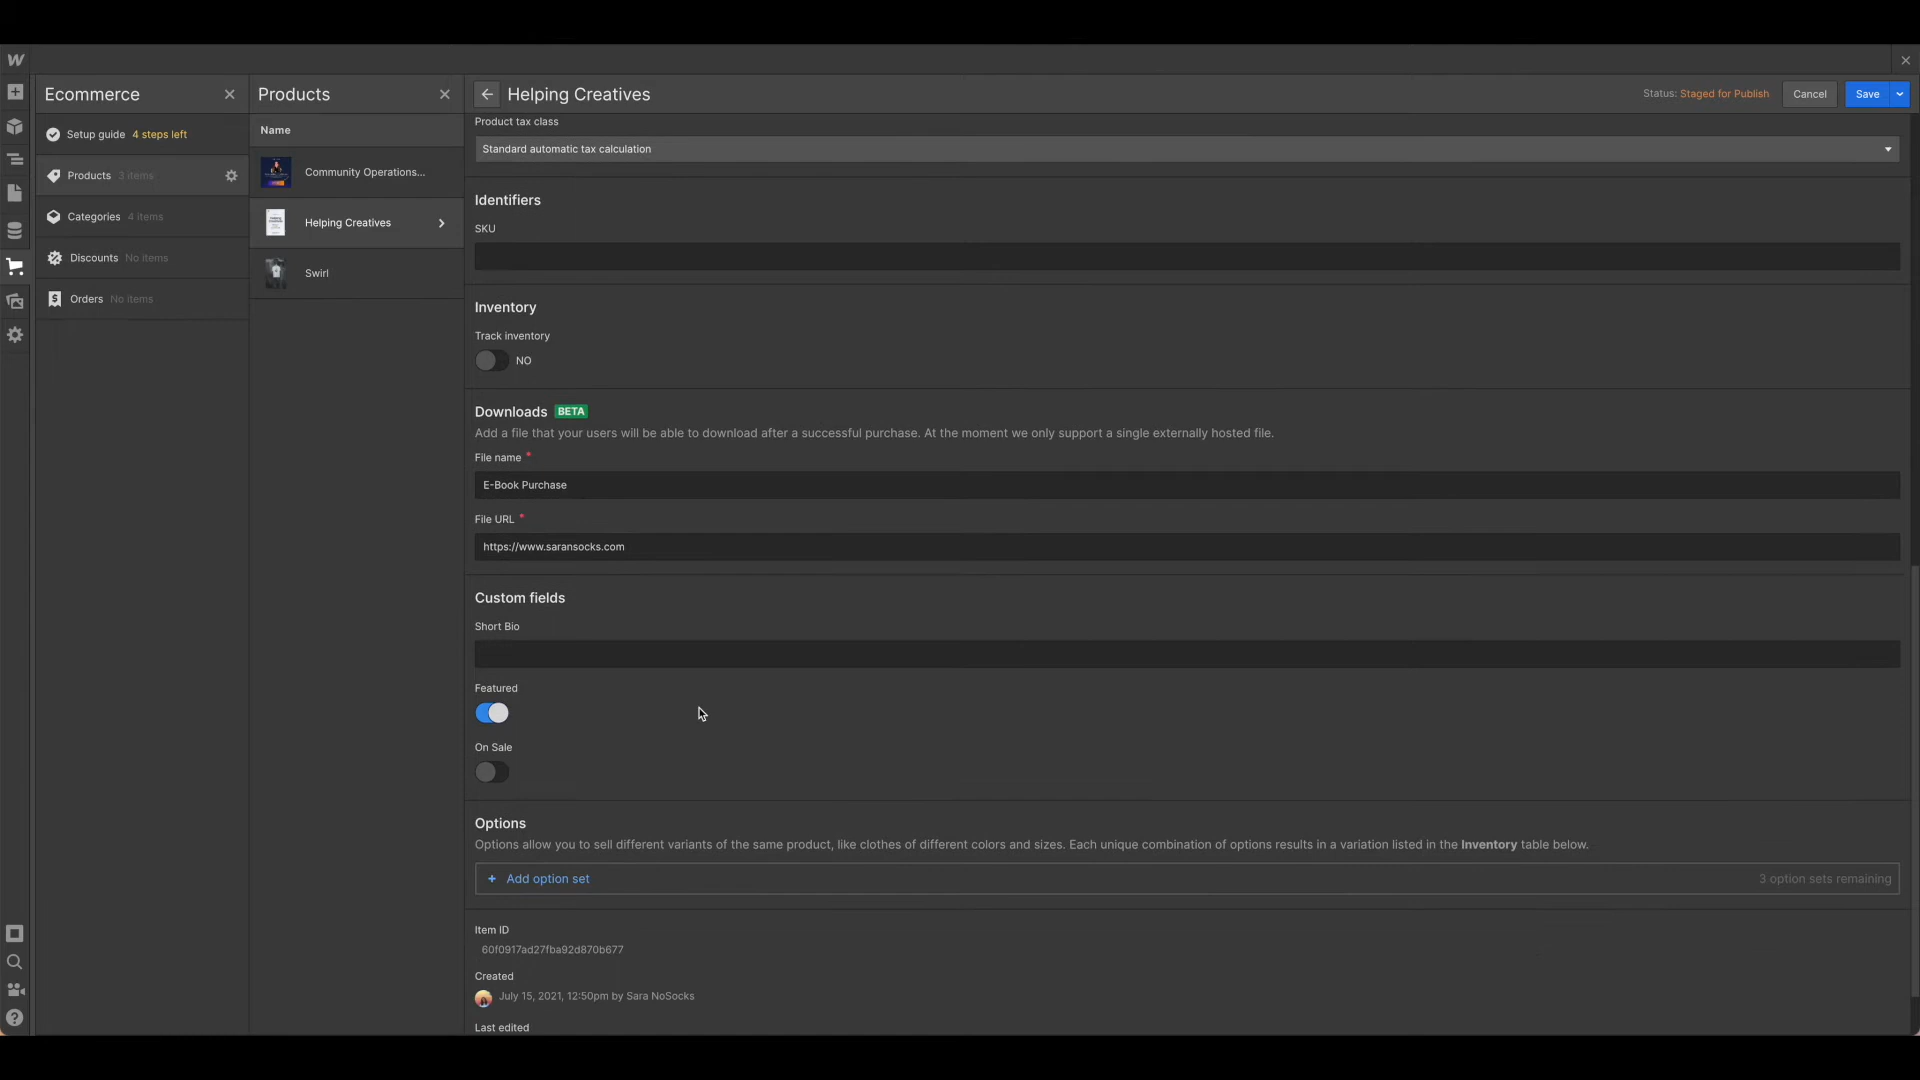 Ecommerce
Products
Helping Creatives
Status: Staged for Publish
Cancel
Save
Setup guide 4 steps left
Products 3 items
Categories 4 items
Discounts No items
Orders No items
Name
Community Operations...
Helping Creatives
Swirl
Product tax class
Standard automatic tax calculation
Identifiers
SKU
Inventory
Track inventory
NO
Downloads BETA
Add a file that your users will be able to download after a successful purchase. At the moment we only support a single externally hosted file.
File name *
E-Book Purchase
File URL *
https://www.saransocks.com
Custom fields
Short Bio
Featured
On Sale
Options
Options allow you to sell different variants of the same product, like clothes of different colors and sizes. Each unique combination of options results in a variation listed in the Inventory table below.
+ Add option set
3 option sets remaining
Item ID
60f0917ad27fba92d870b677
Created
July 15, 2021, 12:50pm by Sara NoSocks
Last edited